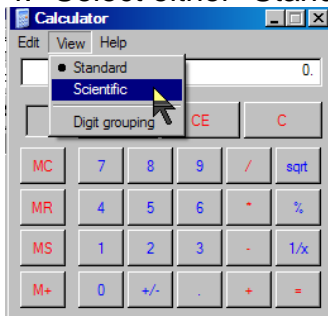 Calculator
Edit View Help
Standard 0.
Scientific
Digit grouping CE C
MC 7 8 9 / sqrt
MR 4 5 6 * %
MS 1 2 3 - 1/x
M+ 0 +/- . + =